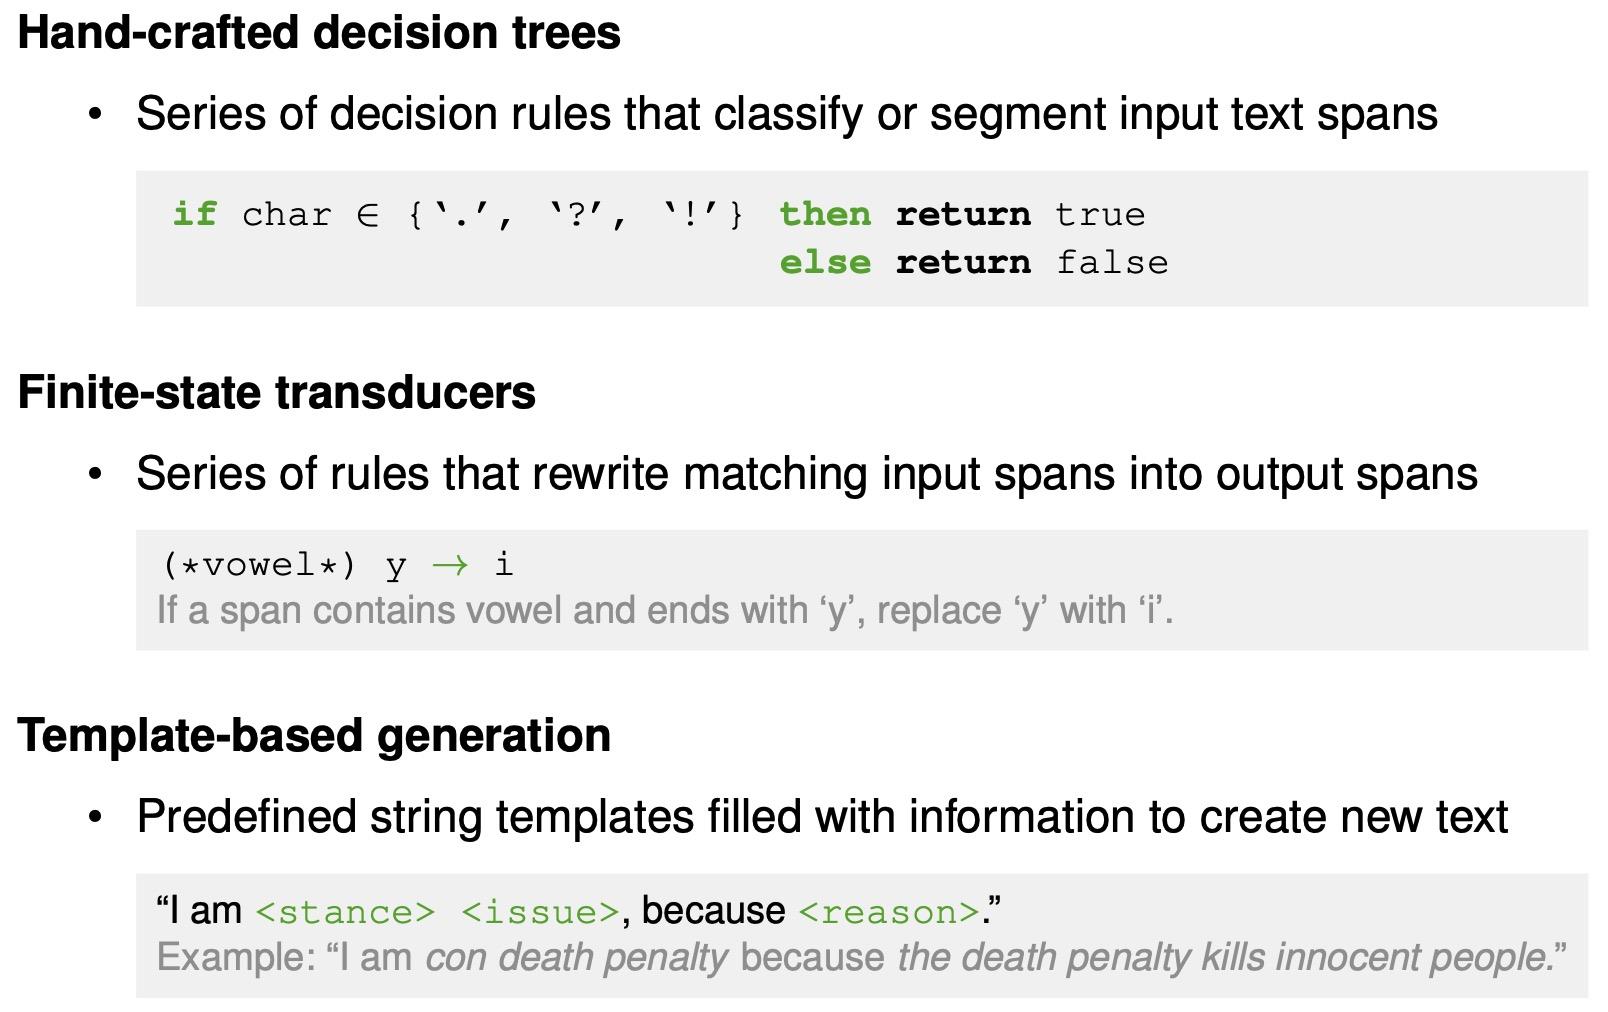 Hand-crafted decision trees
• Series of decision rules that classify or segment input text spans
if char ∈ {‘.’, ‘?’, ‘!’} then return true
else return false
Finite-state transducers
• Series of rules that rewrite matching input spans into output spans
(*vowel*) y → i
If a span contains vowel and ends with ‘y’, replace ‘y’ with ‘i’.
Template-based generation
• Predefined string templates filled with information to create new text
“I am <stance> <issue>, because <reason>.”
Example: “I am con death penalty because the death penalty kills innocent people.”